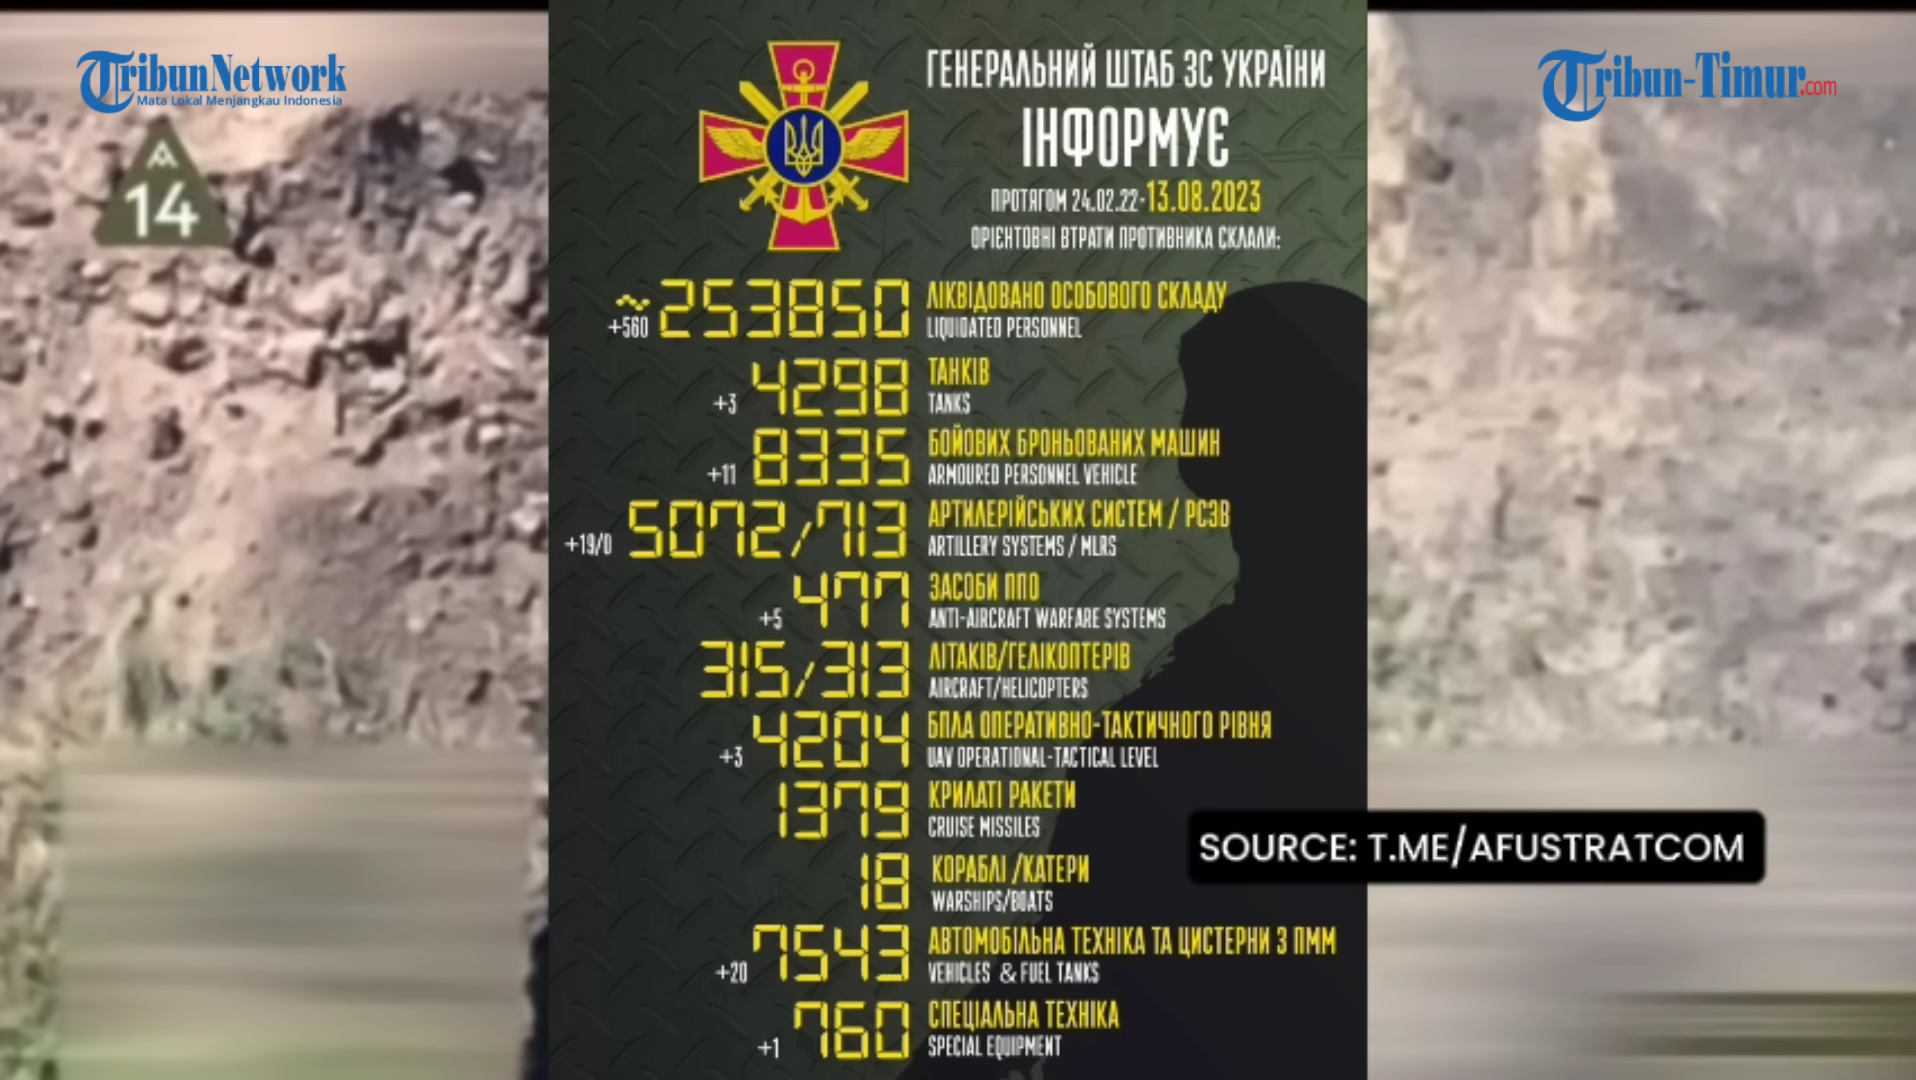 TribunNetwork
Mata Lokal Menjangkau Indonesia
Tribun-Timur.com
14
ГЕНЕРАЛЬНИЙ ШТАБ ЗС УКРАЇНИ
ІНФОРМУЄ
ПРОТЯГОМ 24.02.22-13.08.2023
ОРІЄНТОВНІ ВТРАТИ ПРОТИВНИКА СКЛАЛИ:
~253850 ЛІКВІДОВАНО ОСОБОВОГО СКЛАДУ
+560 LIQUIDATED PERSONNEL
4298 ТАНКІВ
+3 TANKS
8335 БОЙОВИХ БРОНЬОВАНИХ МАШИН
+11 ARMOURED PERSONNEL VEHICLE
5072/713 АРТИЛЕРІЙСЬКИХ СИСТЕМ / РСЗВ
+19/0 ARTILLERY SYSTEMS / MLRS
477 ЗАСОБИ ППО
+5 ANTI-AIRCRAFT WARFARE SYSTEMS
315/313 ЛІТАКІВ/ГЕЛІКОПТЕРІВ
AIRCRAFT/HELICOPTERS
4204 БПЛА ОПЕРАТИВНО-ТАКТИЧНОГО РІВНЯ
+3 UAV OPERATIONAL-TACTICAL LEVEL
1379 КРИЛАТІ РАКЕТИ
CRUISE MISSILES
SOURCE: T.ME/AFUSTRATCOM
18 КОРАБЛІ /КАТЕРИ
WARSHIPS/BOATS
7543 АВТОМОБІЛЬНА ТЕХНІКА ТА ЦИСТЕРНИ З ПММ
+20 VEHICLES & FUEL TANKS
760 СПЕЦІАЛЬНА ТЕХНІКА
+1 SPECIAL EQUIPMENT